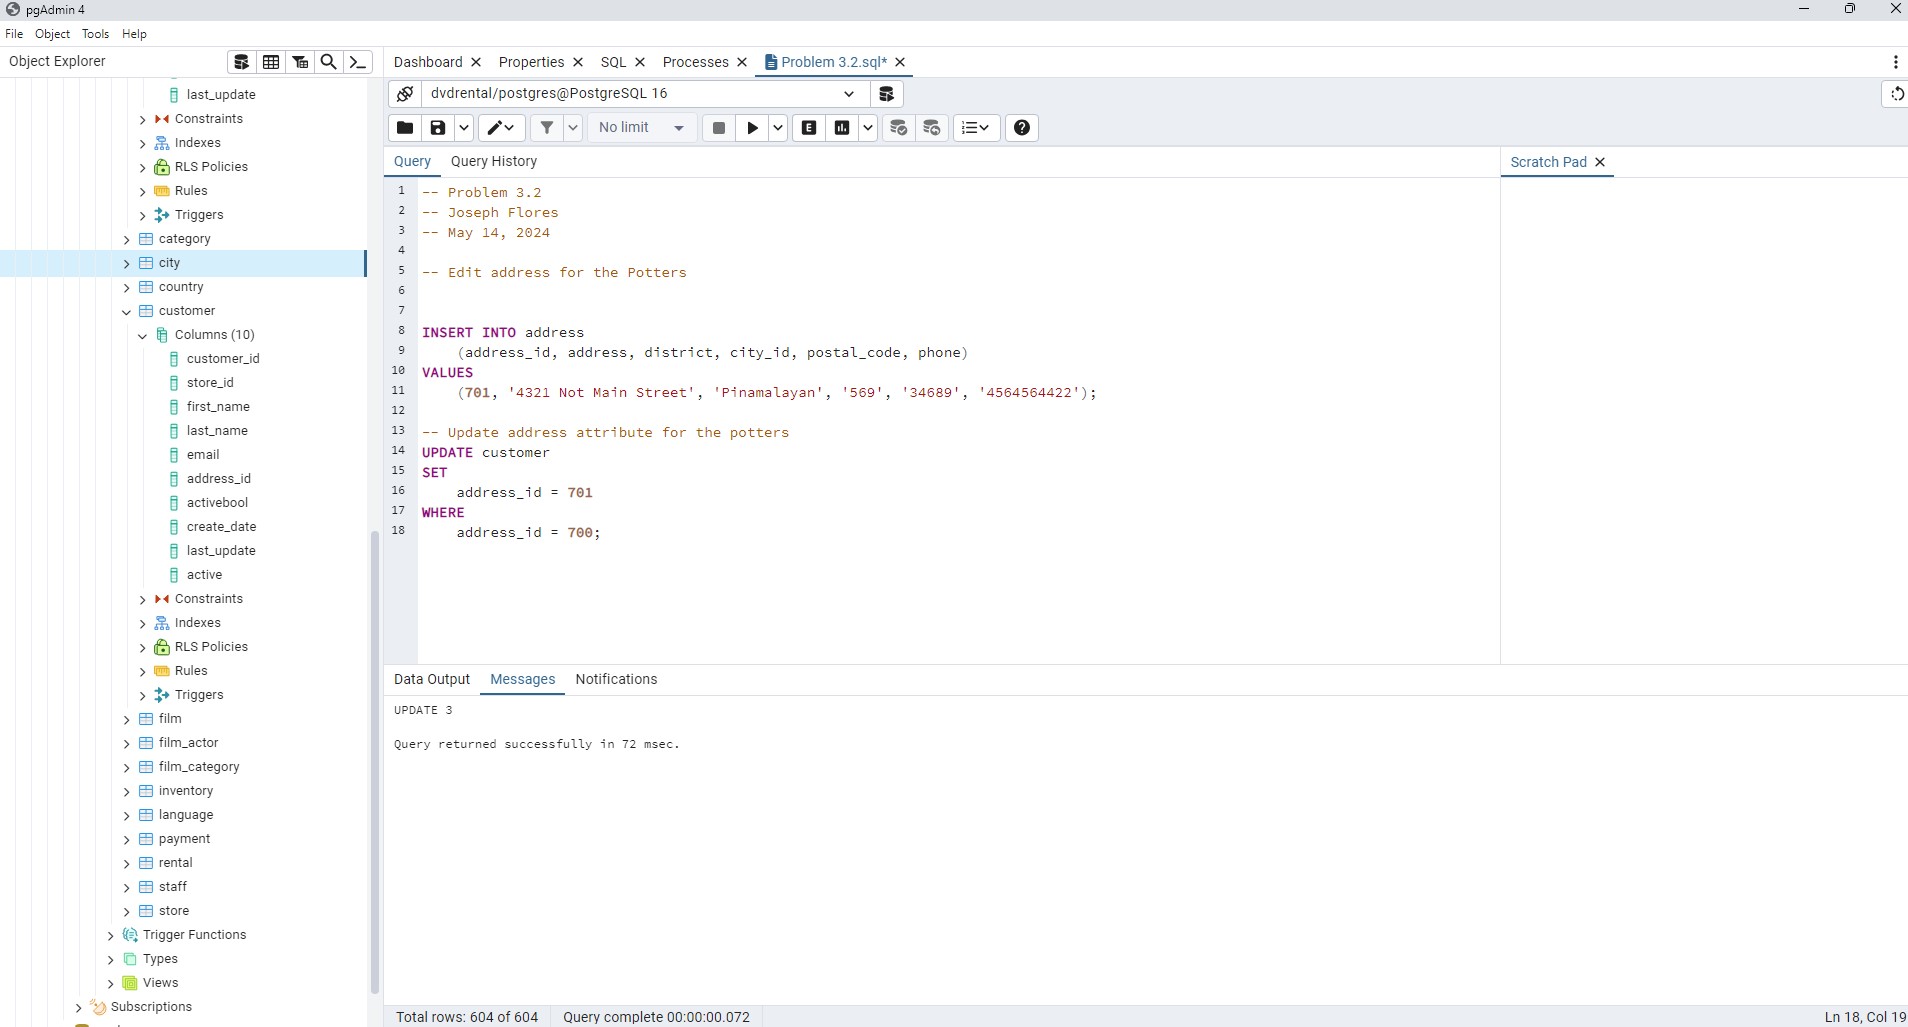 pgAdmin 4
File Object Tools Help
Object Explorer
last_update
Constraints
Indexes
RLS Policies
Rules
Triggers
category
city
country
customer
Columns (10)
customer_id
store_id
first_name
last_name
email
address_id
activebool
create_date
last_update
active
Constraints
Indexes
RLS Policies
Rules
Triggers
film
film_actor
film_category
inventory
language
payment
rental
staff
store
Trigger Functions
Types
Views
Subscriptions
Dashboard Properties SQL Processes Problem 3.2.sql*
dvdrental/postgres@PostgreSQL 16
No limit E
Query Query History
Scratch Pad
1 -- Problem 3.2
2 -- Joseph Flores
3 -- May 14, 2024
4
5 -- Edit address for the Potters
6
7
8 INSERT INTO address
9 (address_id, address, district, city_id, postal_code, phone)
10 VALUES
11 (701, '4321 Not Main Street', 'Pinamalayan', '569', '34689', '4564564422');
12
13 -- Update address attribute for the potters
14 UPDATE customer
15 SET
16 address_id = 701
17 WHERE
18 address_id = 700;
Data Output Messages Notifications
UPDATE 3
Query returned successfully in 72 msec.
Total rows: 604 of 604 Query complete 00:00:00.072 Ln 18, Col 19